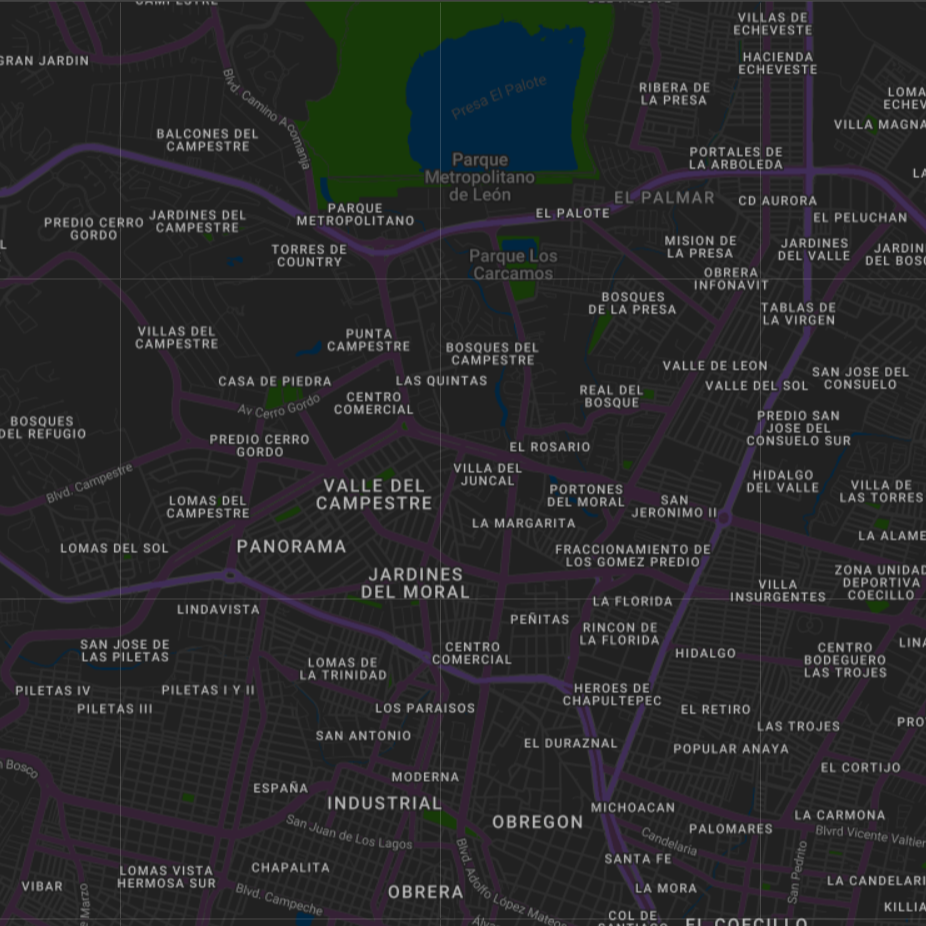 CAMPESTRE
VILLAS DE
ECHEVESTE
GRAN JARDIN
HACIENDA
ECHEVESTE
Blvd. Camino Acomanja
Presa El Palote
RIBERA DE
LA PRESA
LOMA
ECHEV
VILLA MAGNA
BALCONES DEL
CAMPESTRE
Parque
Metropolitano
de León
PORTALES DE
LA ARBOLEDA
LA
EL PALMAR
CD AURORA
PARQUE
METROPOLITANO
EL PALOTE
EL PELUCHAN
PREDIO CERRO
GORDO
JARDINES DEL
CAMPESTRE
L
TORRES DE
COUNTRY
Parque Los
Carcamos
MISION DE
LA PRESA
JARDINES
DEL VALLE
JARDIN
DEL BOSQ
OBRERA
INFONAVIT
BOSQUES
DE LA PRESA
TABLAS DE
LA VIRGEN
VILLAS DEL
CAMPESTRE
PUNTA
CAMPESTRE
BOSQUES DEL
CAMPESTRE
VALLE DE LEON
SAN JOSE DEL
CONSUELO
CASA DE PIEDRA
LAS QUINTAS
VALLE DEL SOL
REAL DEL
BOSQUE
Av Cerro Gordo
CENTRO
COMERCIAL
PREDIO SAN
JOSE DEL
CONSUELO SUR
BOSQUES
DEL REFUGIO
PREDIO CERRO
GORDO
EL ROSARIO
Blvd. Campestre
VILLA DEL
JUNCAL
HIDALGO
DEL VALLE
VALLE DEL
CAMPESTRE
PORTONES
DEL MORAL
VILLA DE
LAS TORRES
LOMAS DEL
CAMPESTRE
SAN
JERONIMO II
LA MARGARITA
LA ALAME
LOMAS DEL SOL
PANORAMA
FRACCIONAMIENTO DE
LOS GOMEZ PREDIO
JARDINES
DEL MORAL
ZONA UNIDAD
DEPORTIVA
COECILLO
VILLA
INSURGENTES
LINDAVISTA
LA FLORIDA
PEÑITAS
RINCON DE
LA FLORIDA
SAN JOSE DE
LAS PILETAS
CENTRO
COMERCIAL
HIDALGO
CENTRO
BODEGUERO
LAS TROJES
LINA
LOMAS DE
LA TRINIDAD
PILETAS IV
PILETAS I Y II
HEROES DE
CHAPULTEPEC
PILETAS III
LOS PARAISOS
EL RETIRO
LAS TROJES
PRO
SAN ANTONIO
EL DURAZNAL
POPULAR ANAYA
n Bosco
MODERNA
EL CORTIJO
ESPAÑA
INDUSTRIAL
MICHOACAN
LA CARMONA
San Juan de Los Lagos
OBREGON
Candelaria
PALOMARES
Blvrd Vicente Valtier
SANTA FE
CHAPALITA
LOMAS VISTA
HERMOSA SUR
VIBAR
Blvd. Campeche
OBRERA
Blvd. Adolfo López Mateos
LA MORA
San Pedrito
LA CANDELARI
e Marzo
KILLIA
COL DE
SANTIAGO
EL COECILLO